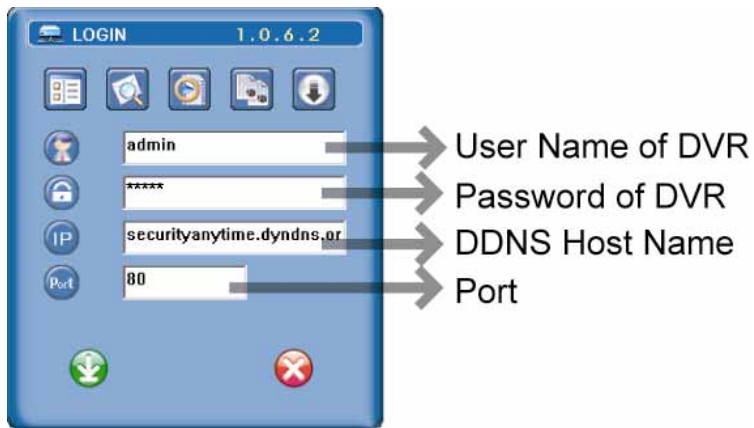 LOGIN 1.0.6.2
admin User Name of DVR
***** Password of DVR
IP securityanytime.dyndns.or DDNS Host Name
Port 80 Port